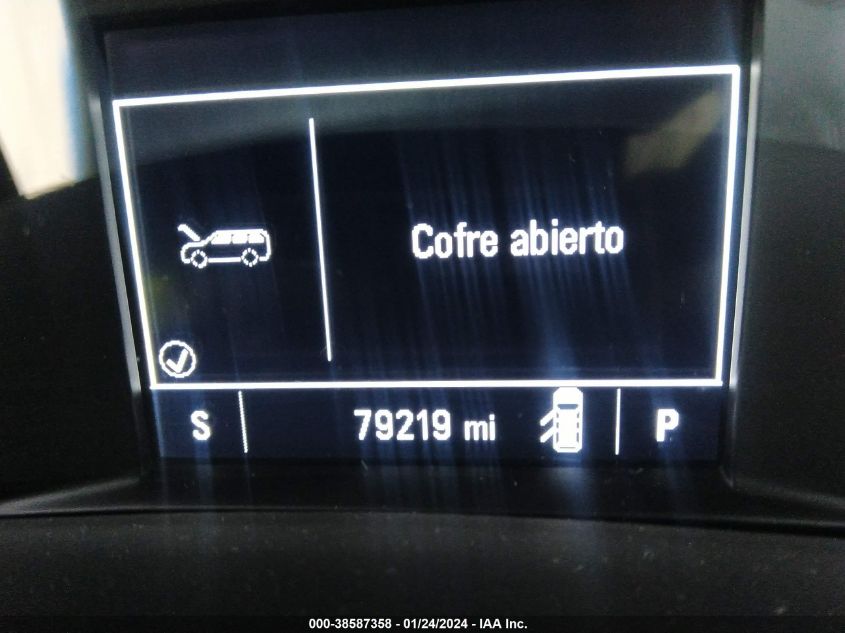 Cofre abierto
S 79219 mi P
000-38587358 - 01/24/2024 - IAA Inc.